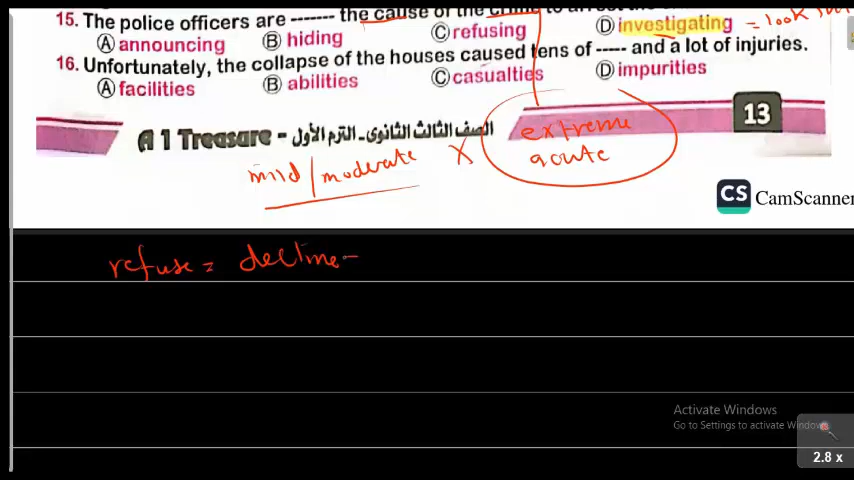 15. The police officers are ------- the cause of the crime to arrest the
Ⓐ announcing Ⓑ hiding Ⓒ refusing Ⓓ investigating = look into
16. Unfortunately, the collapse of the houses caused tens of ----- and a lot of injuries.
Ⓐ facilities Ⓑ abilities Ⓒ casualties Ⓓ impurities
A 1 Treasure - الصف الثالث الثانوى - الترم الأول
13
mild / moderate X extreme
acute
CS CamScanner
refuse = decline
Activate Windows
Go to Settings to activate Windows.
2.8 x